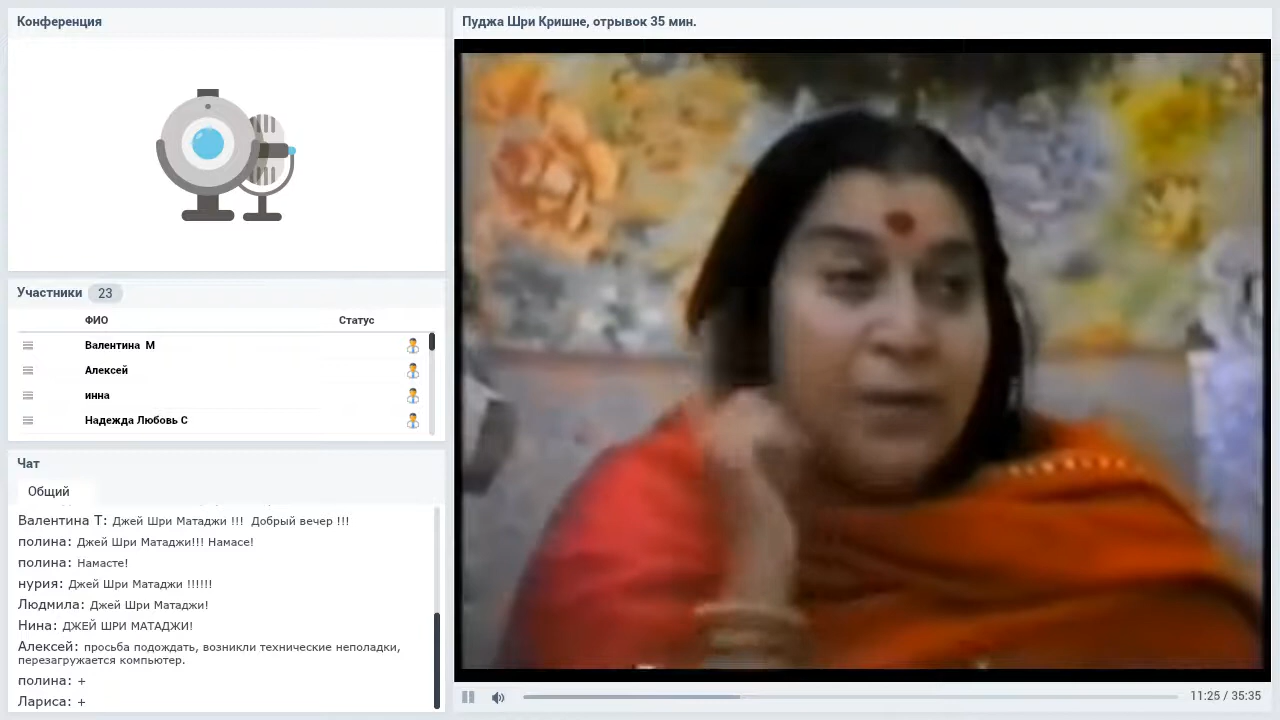 Конференция
Пуджа Шри Кришне, отрывок 35 мин.
Участники 23
ФИО Статус
Валентина М
Алексей
инна
Надежда Любовь С
Чат
Общий
Валентина Т: Джей Шри Матаджи !!! Добрый вечер !!!
полина: Джей Шри Матаджи!!! Намасе!
полина: Намасте!
нурия: Джей Шри Матаджи !!!!!!
Людмила: Джей Шри Матаджи!
Нина: ДЖЕЙ ШРИ МАТАДЖИ!
Алексей: просьба подождать, возникли технические неполадки,
перезагружается компьютер.
полина: +
Лариса: +
11:25 / 35:35